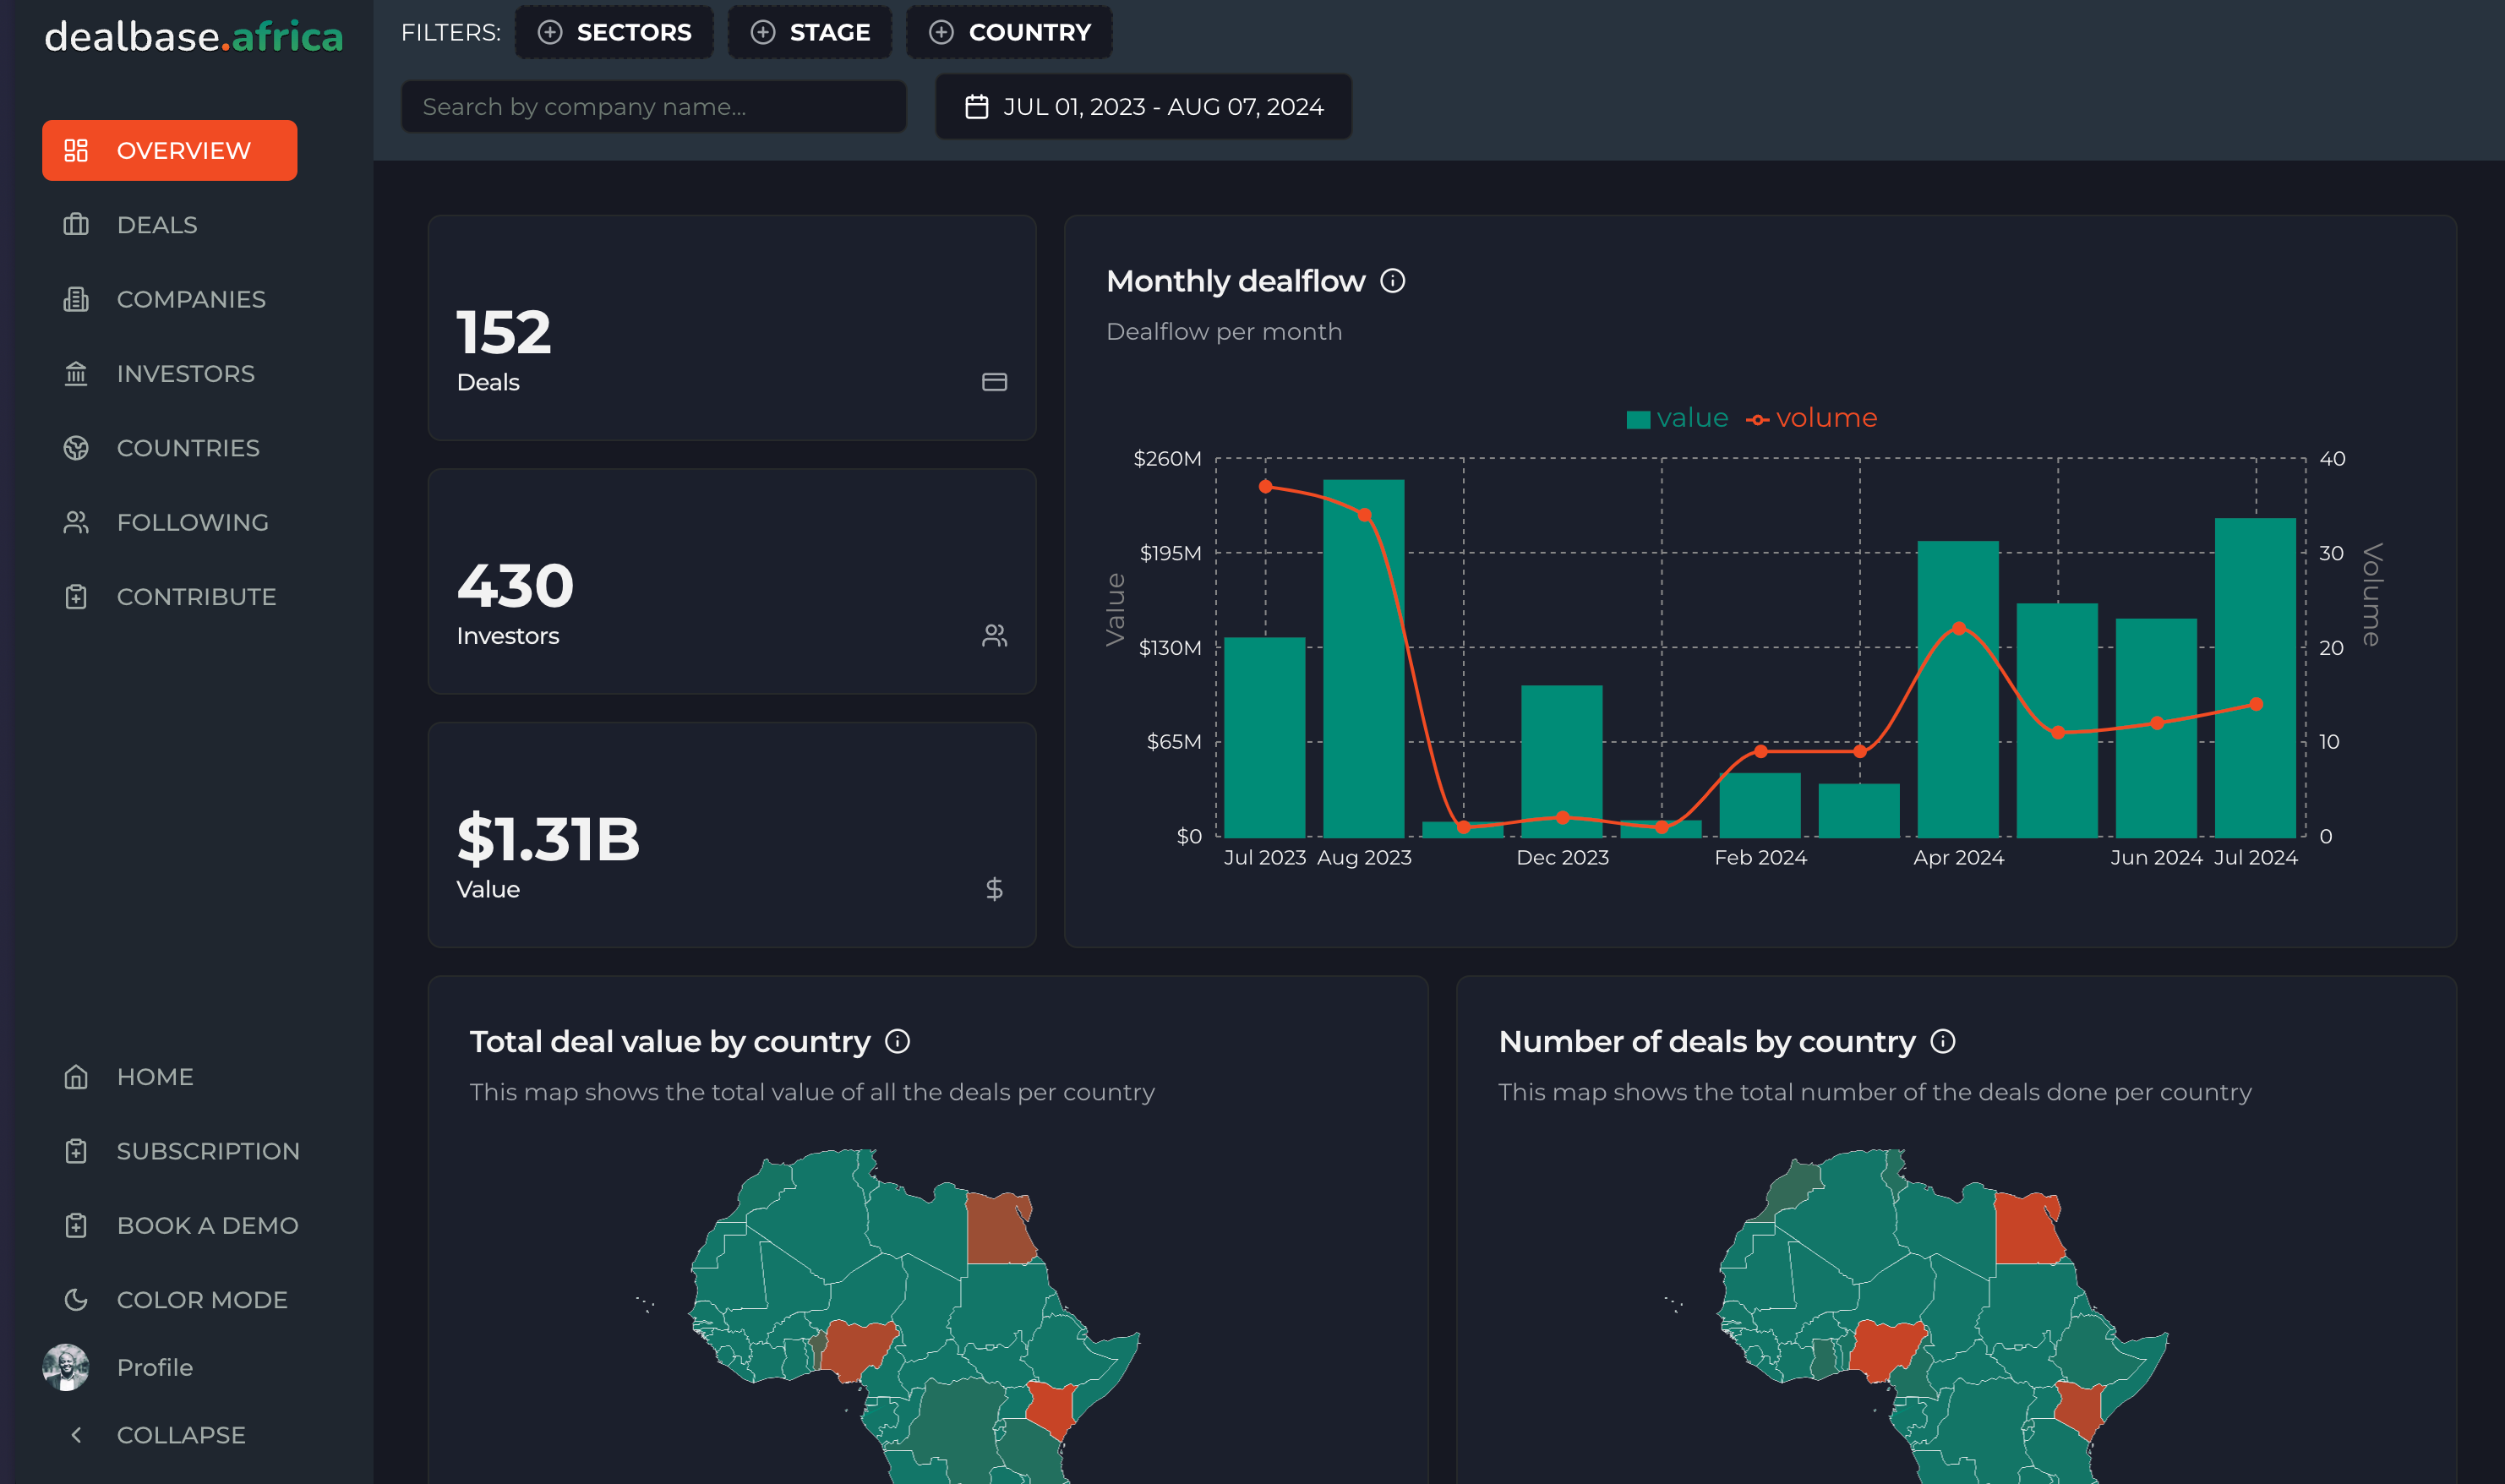 dealbase.africa
OVERVIEW
DEALS
COMPANIES
INVESTORS
COUNTRIES
FOLLOWING
CONTRIBUTE
HOME
SUBSCRIPTION
BOOK A DEMO
COLOR MODE
Profile
COLLAPSE
FILTERS: SECTORS STAGE COUNTRY
Search by company name...
JUL 01, 2023 - AUG 07, 2024
152
Deals
430
Investors
$1.31B
Value
Monthly dealflow
Dealflow per month
value volume
$260M
$195M
$130M
$65M
$0
Value
40
30
20
10
0
Volume
Jul 2023 Aug 2023 Dec 2023 Feb 2024 Apr 2024 Jun 2024 Jul 2024
Total deal value by country
This map shows the total value of all the deals per country
Number of deals by country
This map shows the total number of the deals done per country